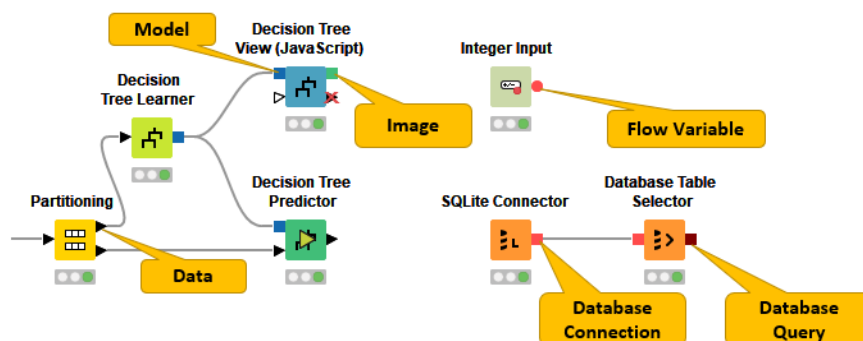 Model
Decision Tree
View (JavaScript)
Integer Input
Decision
Tree Learner
Image
Flow Variable
Partitioning
Decision Tree
Predictor
SQLite Connector
Database Table
Selector
L
Data
Database
Connection
Database
Query